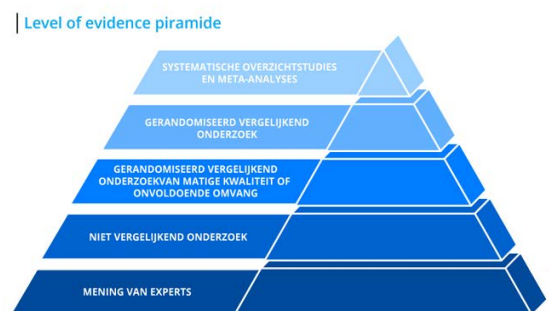 Level of evidence piramide
SYSTEMATISCHE OVERZICHTSTUDIES
EN META-ANALYSES
GERANDOMISEERD VERGELIJKEND
ONDERZOEK
GERANDOMISEERD VERGELIJKEND
ONDERZOEKVAN MATIGE KWALITEIT OF
ONVOLDOENDE OMVANG
NIET VERGELIJKEND ONDERZOEK
MENING VAN EXPERTS